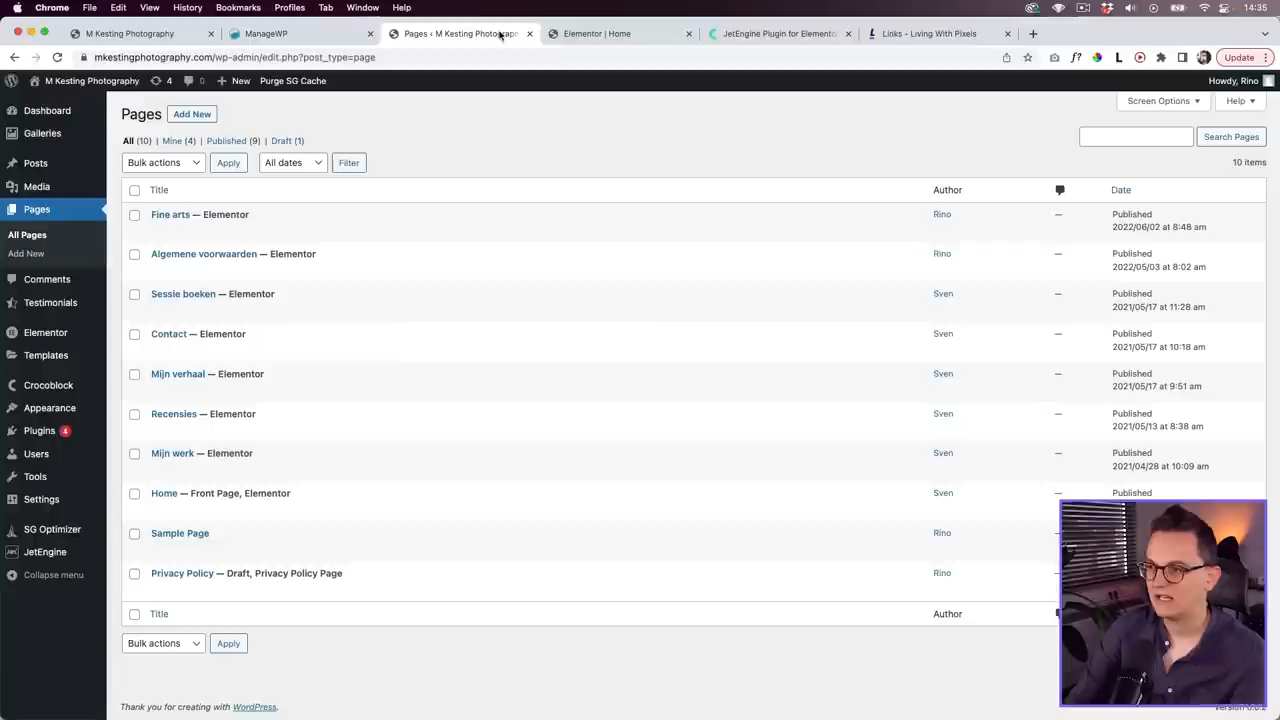 Chrome File Edit View History Bookmarks Profiles Tab Window Help 14:35
M Kesting Photography ManageWP Pages ‹ M Kesting Photograph Elementor | Home JetEngine Plugin for Elemento Links - Living With Pixels
mkestingphotography.com/wp-admin/edit.php?post_type=page Update
M Kesting Photography 4 New Purge SG Cache Howdy, Rino
Dashboard
Galleries
Posts
Media
Pages
All Pages
Add New
Comments
Testimonials
Elementor
Templates
Crocoblock
Appearance
Plugins 4
Users
Tools
Settings
SG Optimizer
JetEngine
Collapse menu
Screen Options Help
Pages Add New
All (10) | Mine (4) | Published (9) | Draft (1)
Search Pages
Bulk actions Apply All dates Filter 10 items
Title Author Date
Fine arts — Elementor Rino — Published
2022/06/02 at 8:48 am
Algemene voorwaarden — Elementor Rino — Published
2022/05/03 at 8:02 am
Sessie boeken — Elementor Sven — Published
2021/05/17 at 11:28 am
Contact — Elementor Sven — Published
2021/05/17 at 10:18 am
Mijn verhaal — Elementor Sven — Published
2021/05/17 at 9:51 am
Recensies — Elementor Sven — Published
2021/05/13 at 8:38 am
Mijn werk — Elementor Sven — Published
2021/04/28 at 10:09 am
Home — Front Page, Elementor Sven — Published
Sample Page Rino
Privacy Policy — Draft, Privacy Policy Page Rino
Title Author
Bulk actions Apply
Thank you for creating with WordPress.